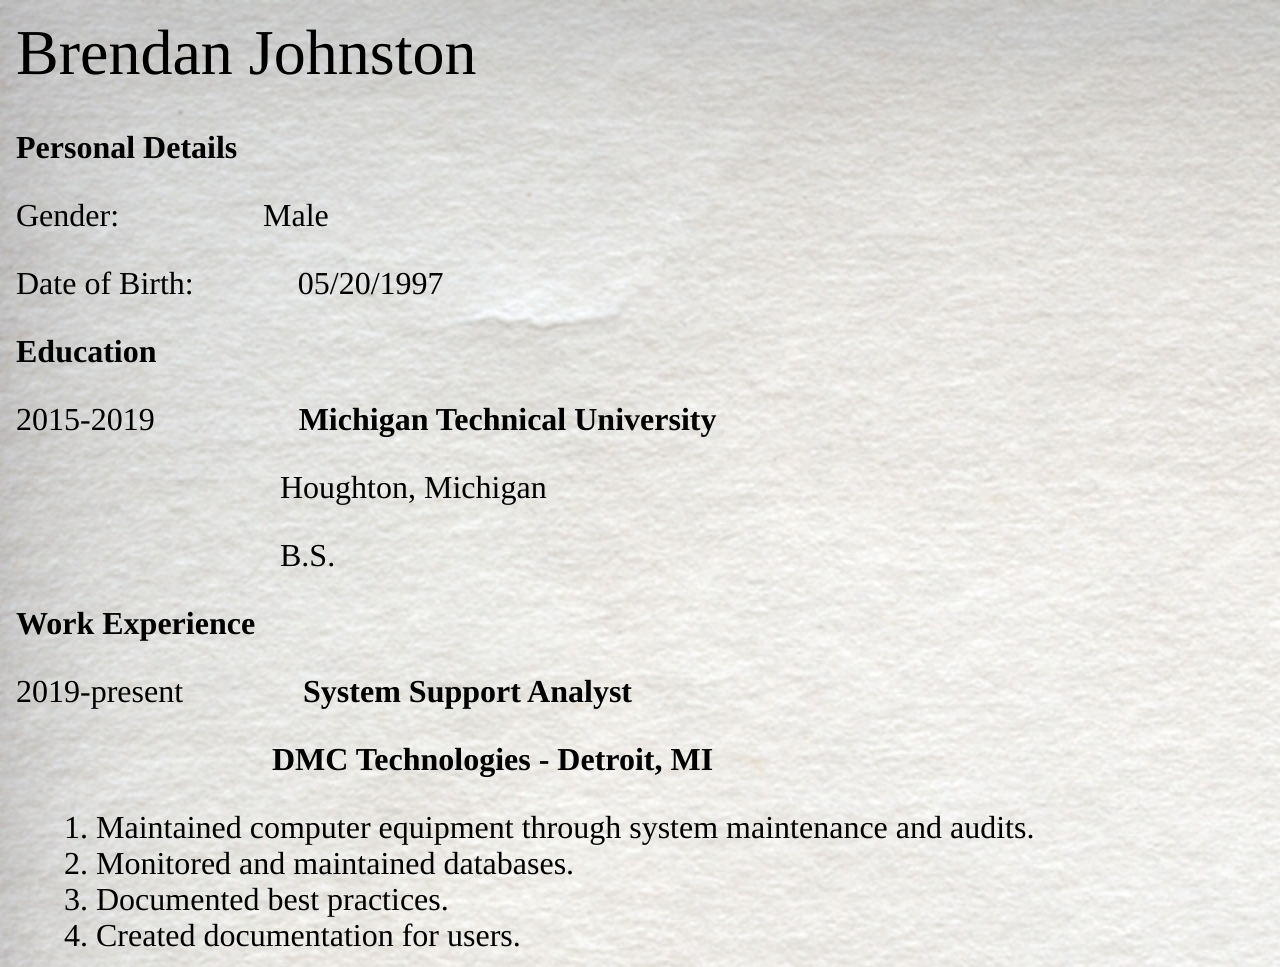 Brendan Johnston
Personal Details
Gender: Male
Date of Birth: 05/20/1997
Education
2015-2019 Michigan Technical University
Houghton, Michigan
B.S.
Work Experience
2019-present System Support Analyst
DMC Technologies - Detroit, MI
1. Maintained computer equipment through system maintenance and audits.
2. Monitored and maintained databases.
3. Documented best practices.
4. Created documentation for users.